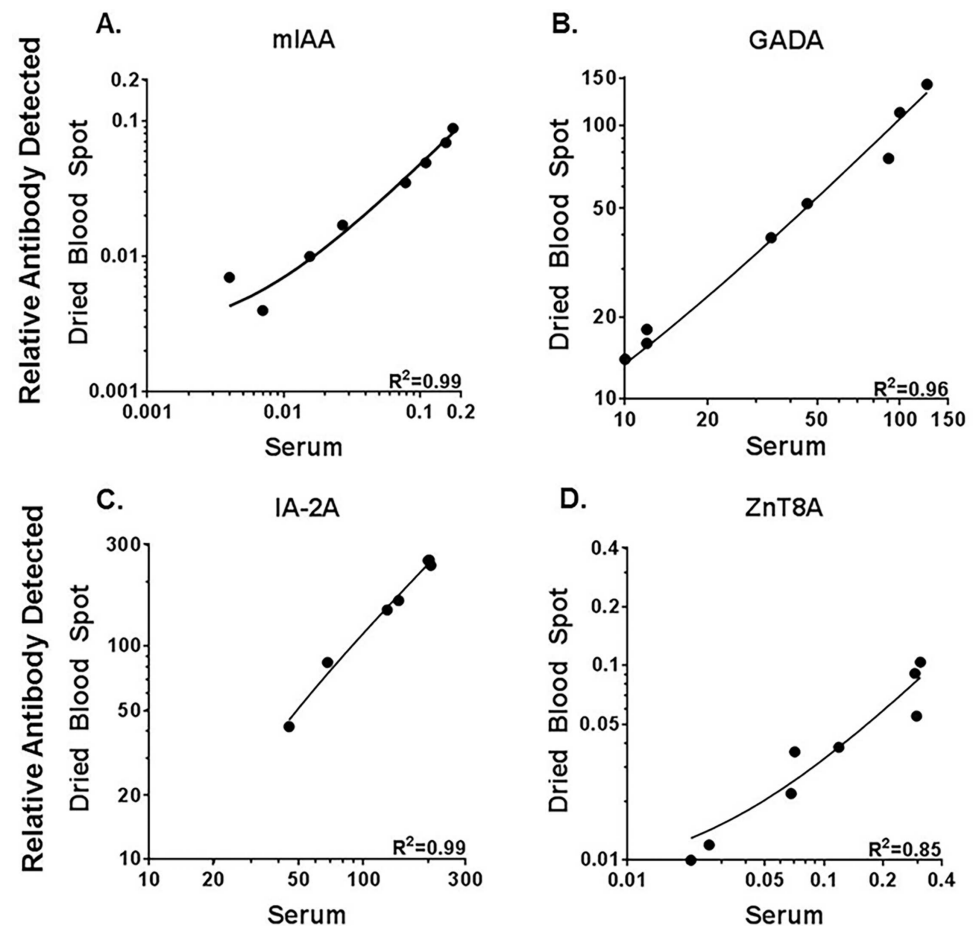 A.
mIAA
Relative Antibody Detected
Dried Blood Spot
0.2
0.1
0.01
0.001
0.001 0.01 0.1 0.2
R²=0.99
Serum
B.
GADA
Dried Blood Spot
150
100
50
20
10
10 20 50 100 150
R²=0.96
Serum
C.
IA-2A
Relative Antibody Detected
Dried Blood Spot
300
100
50
20
10
10 20 50 100 300
R²=0.99
Serum
D.
ZnT8A
Dried Blood Spot
0.4
0.2
0.1
0.05
0.01
0.01 0.05 0.1 0.2 0.4
R²=0.85
Serum